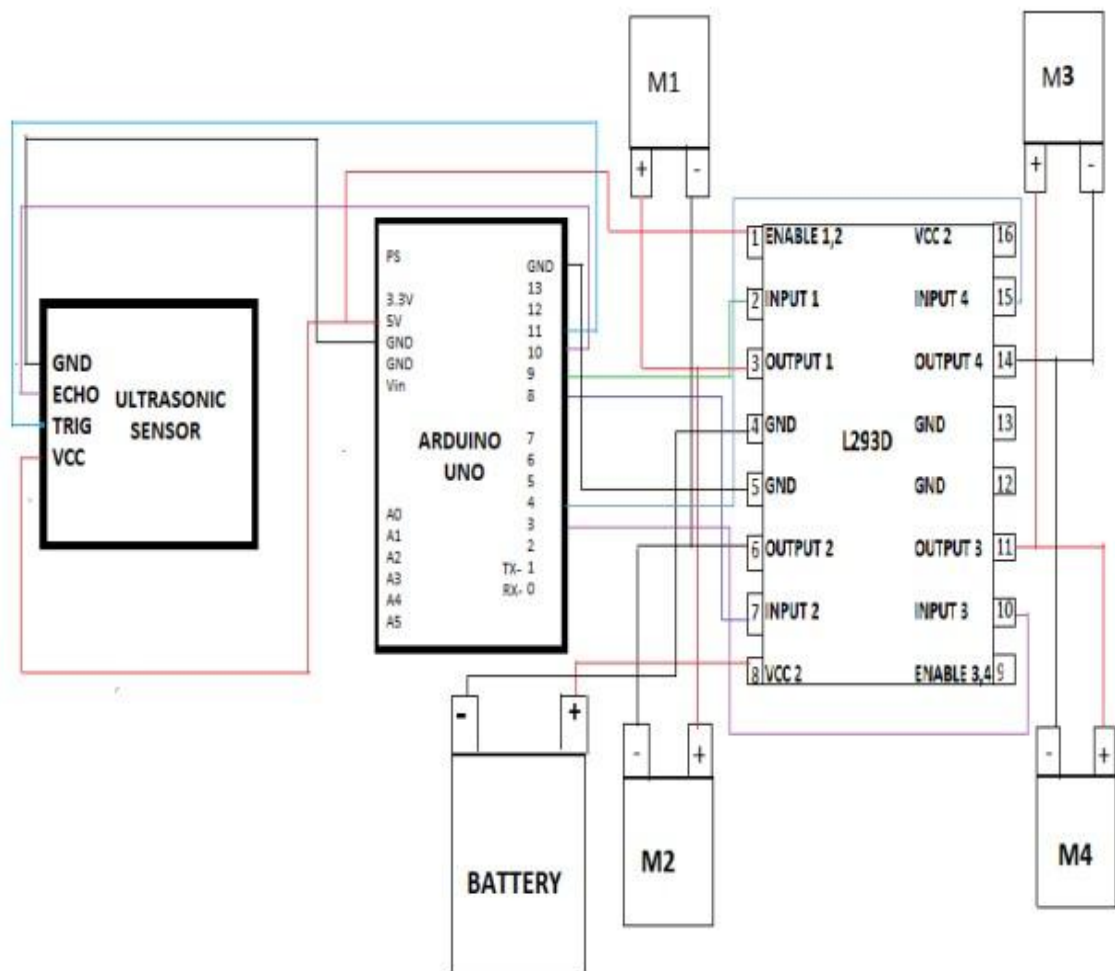 M1
+ -
M3
+ -
GND
ECHO
TRIG
VCC
ULTRASONIC
SENSOR
PS
3.3V
5V
GND
GND
Vin
A0
A1
A2
A3
A4
A5
ARDUINO
UNO
GND
13
12
11
10
9
8
7
6
5
4
3
2
TX- 1
RX- 0
1 ENABLE 1,2
2 INPUT 1
3 OUTPUT 1
4 GND
5 GND
6 OUTPUT 2
7 INPUT 2
8 VCC 2
L293D
VCC 2 16
INPUT 4 15
OUTPUT 4 14
GND 13
GND 12
OUTPUT 3 11
INPUT 3 10
ENABLE 3,4 9
- +
BATTERY
- +
M2
- +
M4